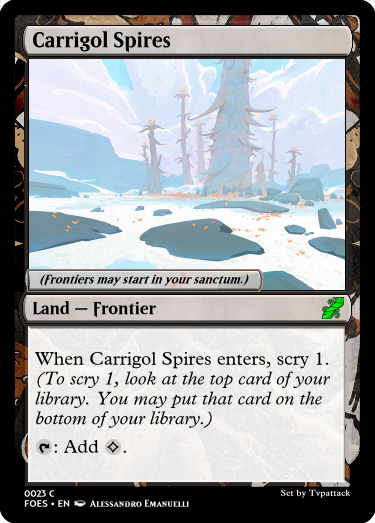 Carrigol Spires
(Frontiers may start in your sanctum.)
Land — Frontier
When Carrigol Spires enters, scry 1.
(To scry 1, look at the top card of your
library. You may put that card on the
bottom of your library.)
: Add .
0023 C
FOES • EN Alessandro Emanuelli
Set by Tvpattack